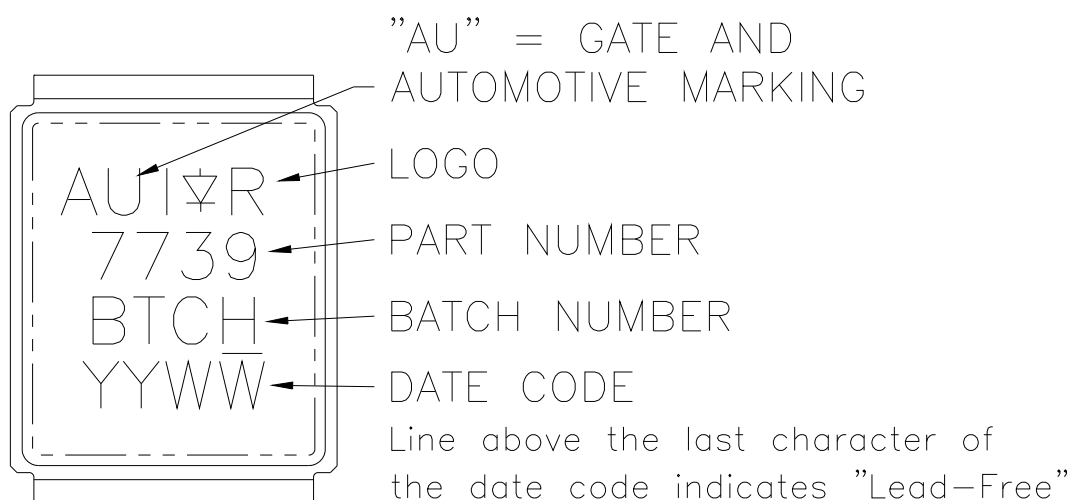 ”AU” = GATE AND
AUTOMOTIVE MARKING
AUI R
LOGO
7739
PART NUMBER
BTCH
BATCH NUMBER
YYWW̅
DATE CODE
Line above the last character of
the date code indicates ”Lead-Free”